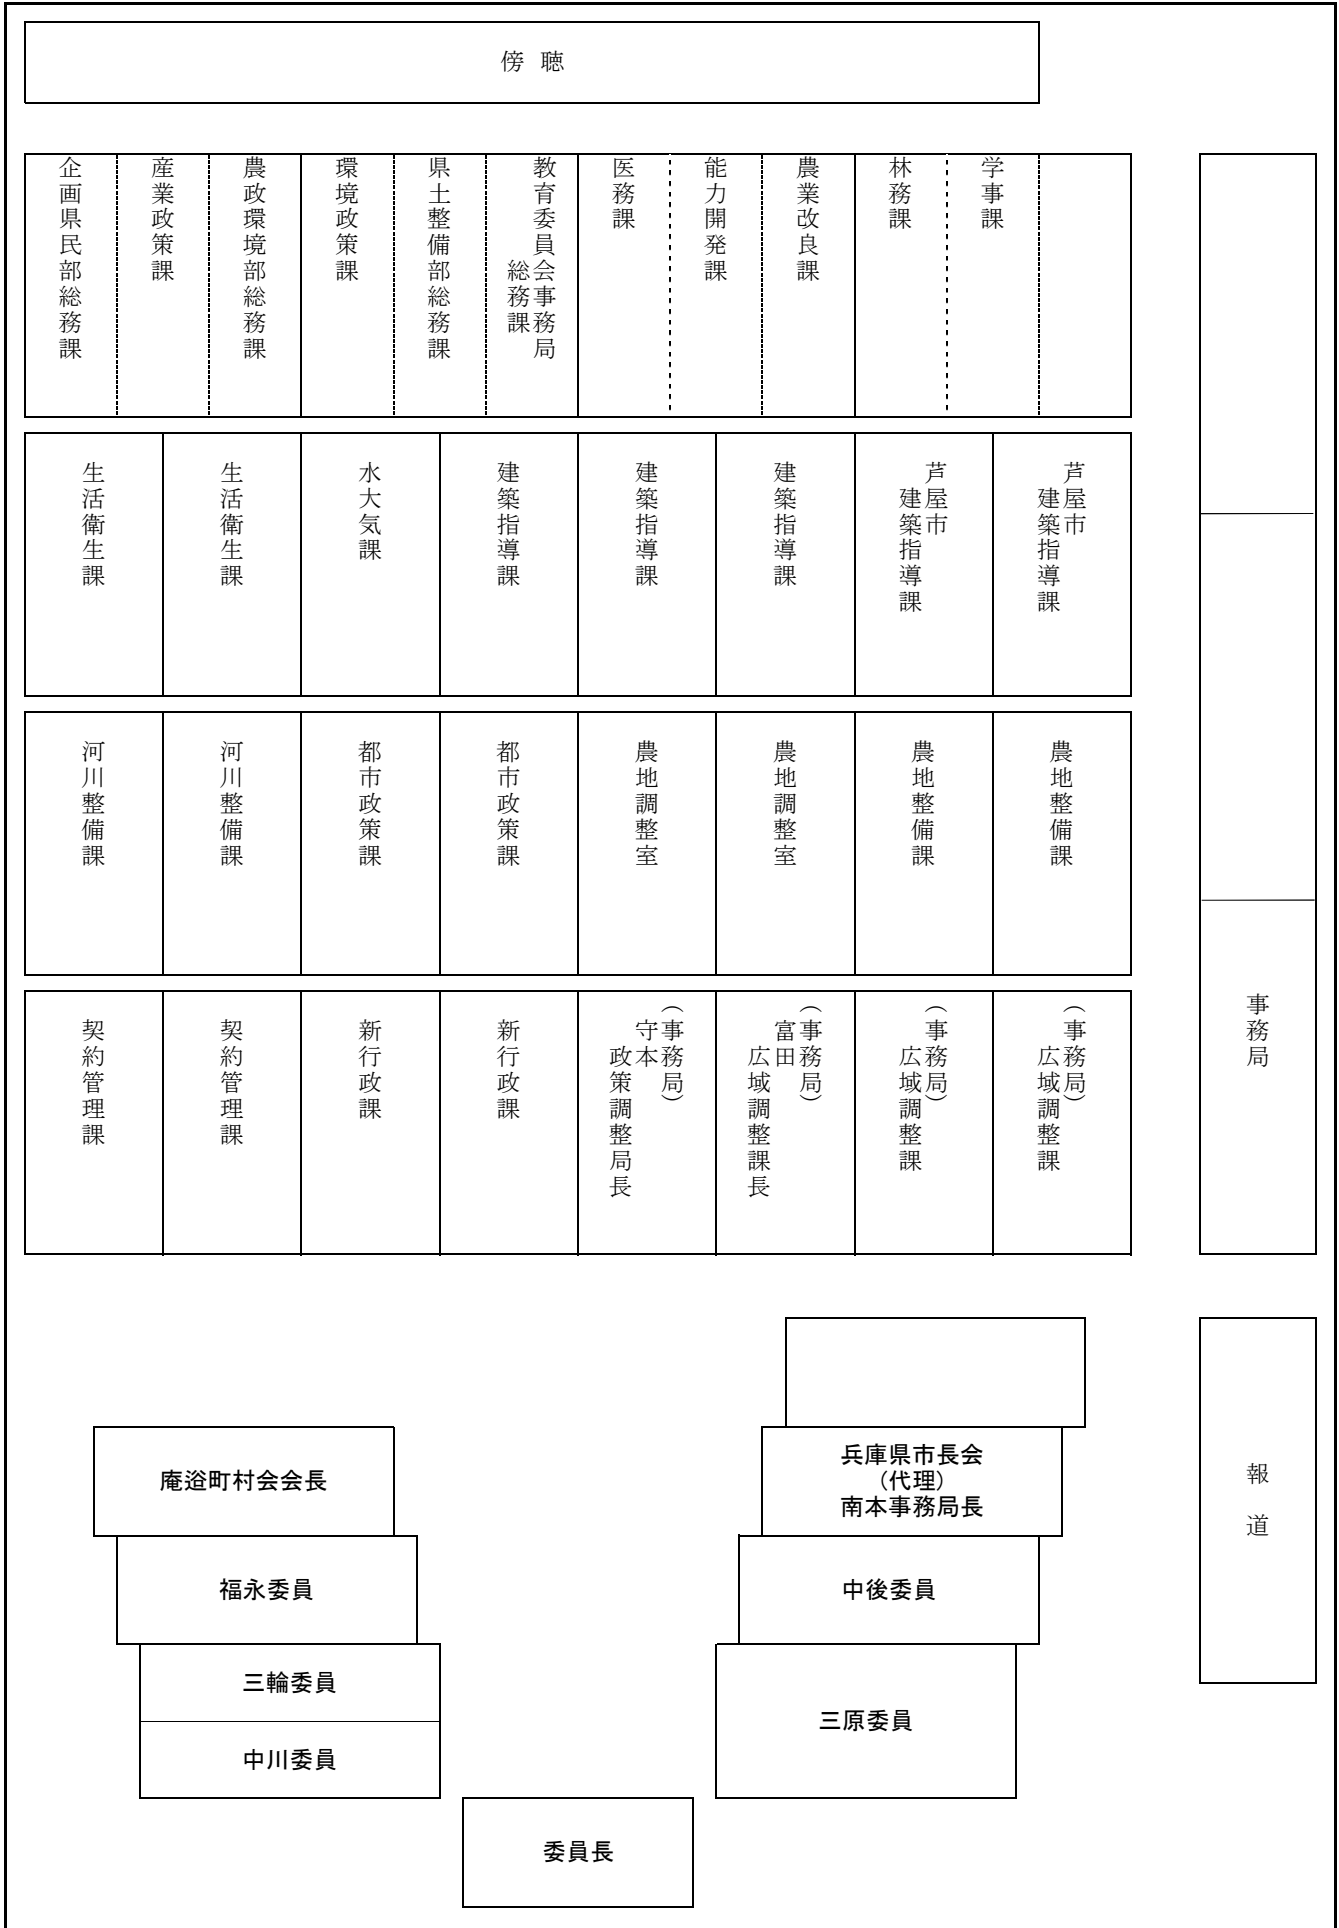 傍 聴
企画県民部総務課
産業政策課
農政環境部総務課
環境政策課
県土整備部総務課
教育委員会事務局
総務課
医務課
能力開発課
農業改良課
林務課
学事課
生活衛生課
生活衛生課
水大気課
建築指導課
建築指導課
建築指導課
芦屋市
建築指導課
芦屋市
建築指導課
河川整備課
河川整備課
都市政策課
都市政策課
農地調整室
農地調整室
農地整備課
農地整備課
契約管理課
契約管理課
新行政課
新行政課
（事務局）
守本
政策調整局長
（事務局）
富田
広域調整課長
（事務局）
広域調整課
（事務局）
広域調整課
事務局
庵逧町村会会長
兵庫県市長会
（代理）
南本事務局長
報 道
福永委員
中後委員
三輪委員
三原委員
中川委員
委員長